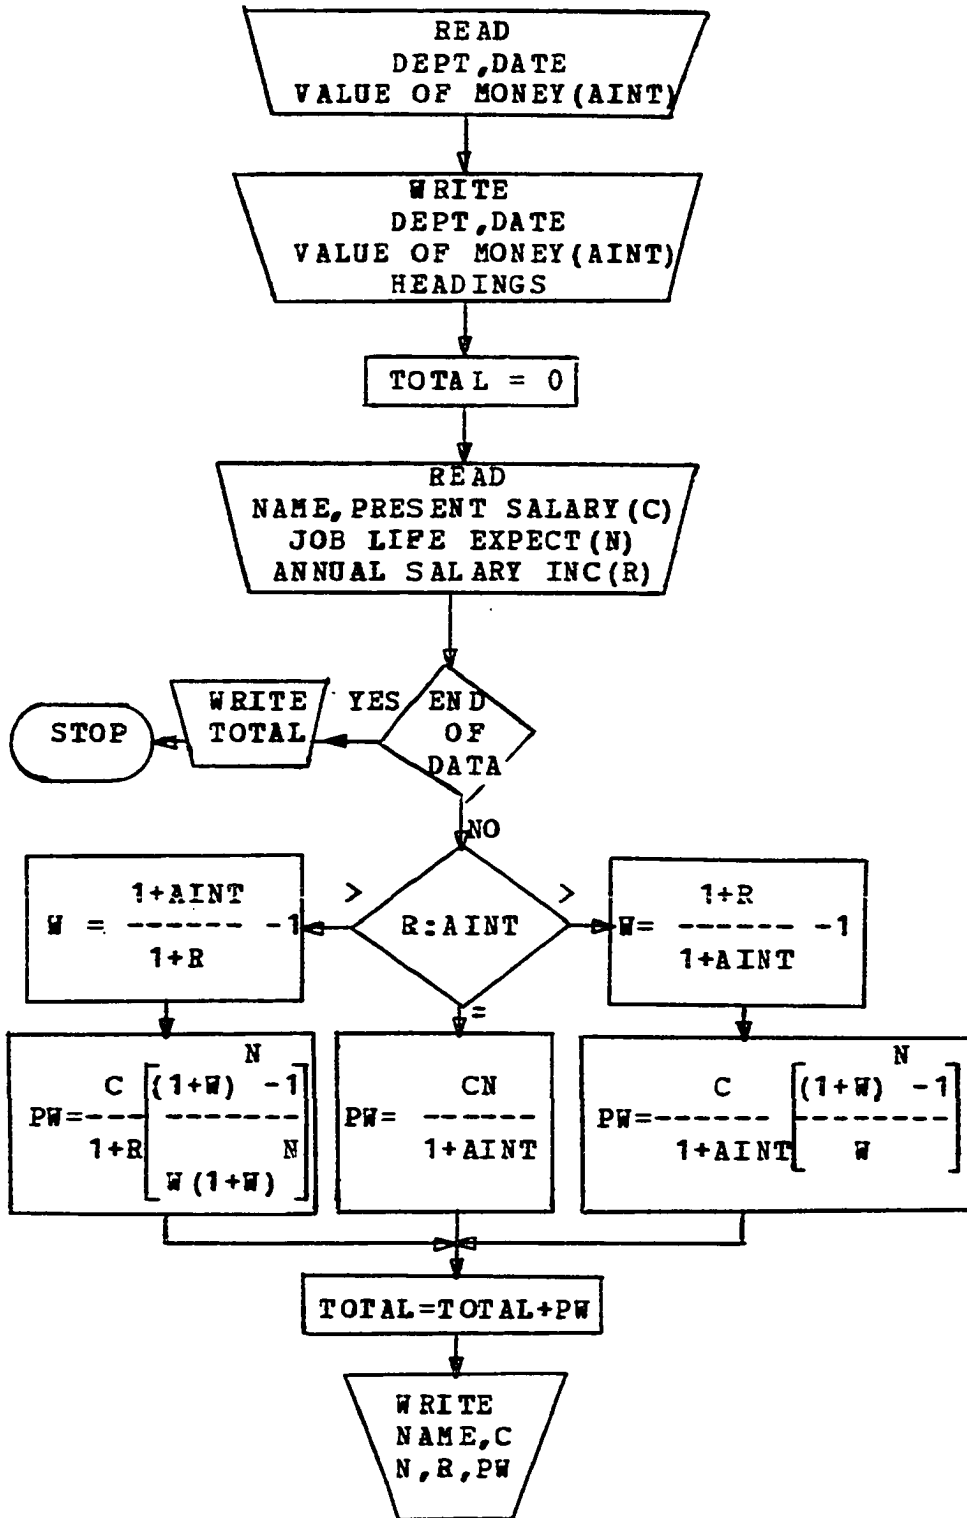 READ
DEPT,DATE
VALUE OF MONEY(AINT)
WRITE
DEPT,DATE
VALUE OF MONEY(AINT)
HEADINGS
TOTAL = 0
READ
NAME,PRESENT SALARY(C)
JOB LIFE EXPECT(N)
ANNUAL SALARY INC(R)
STOP
WRITE
TOTAL
YES
END
OF
DATA
NO
1+AINT
W = ------ -1
1+R
>
R:AINT
>
=
1+R
W= ------ -1
1+AINT
N
C (1+W) -1
PW=---- --------
1+R N
W(1+W)
CN
PW= ------
1+AINT
N
C (1+W) -1
PW=------ --------
1+AINT W
TOTAL=TOTAL+PW
WRITE
NAME,C
N,R,PW